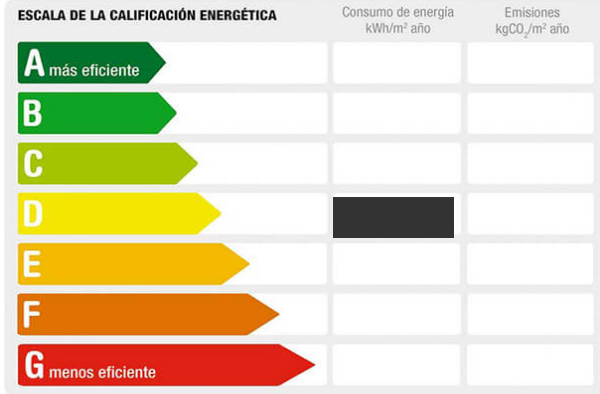 ESCALA DE LA CALIFICACIÓN ENERGÉTICA
Consumo de energía
kWh/m² año
Emisiones
kgCO₂/m² año
A más eficiente
B
C
D
E
F
G menos eficiente